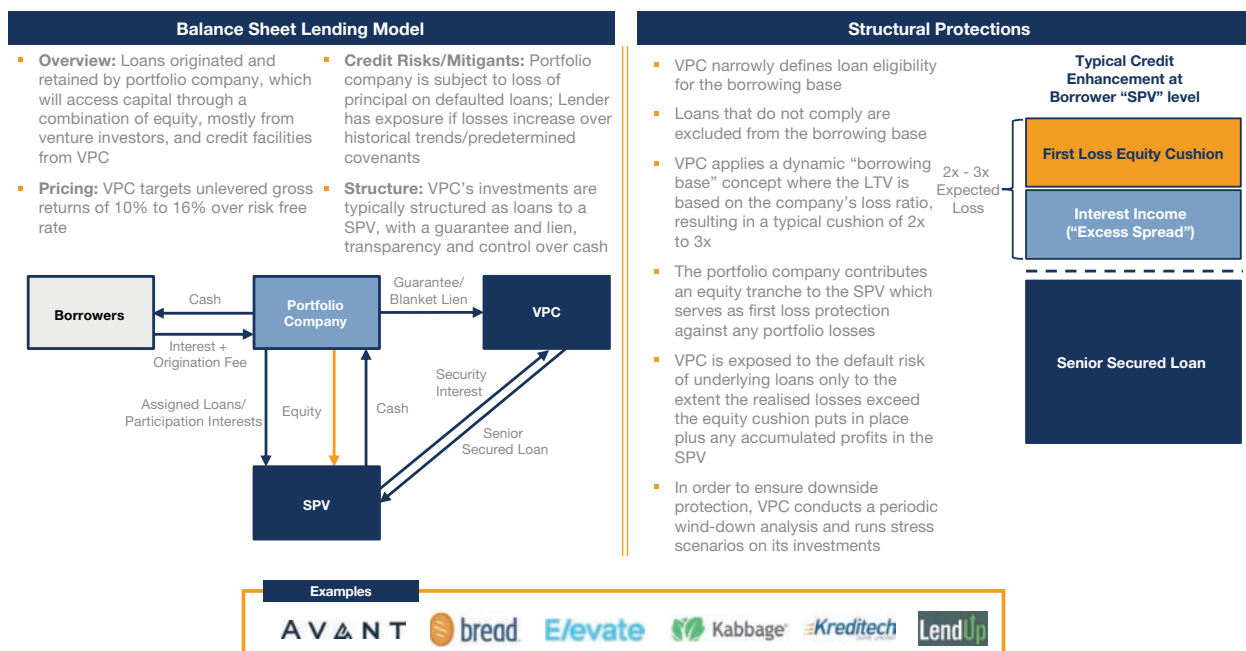 Balance Sheet Lending Model
▪ Overview: Loans originated and
retained by portfolio company, which
will access capital through a
combination of equity, mostly from
venture investors, and credit facilities
from VPC
▪ Pricing: VPC targets unlevered gross
returns of 10% to 16% over risk free
rate
▪ Credit Risks/Mitigants: Portfolio
company is subject to loss of
principal on defaulted loans; Lender
has exposure if losses increase over
historical trends/predetermined
covenants
▪ Structure: VPC's investments are
typically structured as loans to a
SPV, with a guarantee and lien,
transparency and control over cash
Borrowers
Cash
Interest +
Origination Fee
Portfolio
Company
Guarantee/
Blanket Lien
VPC
Assigned Loans/
Participation Interests
Equity
Cash
Security
Interest
Senior
Secured Loan
SPV
Structural Protections
▪ VPC narrowly defines loan eligibility
for the borrowing base
▪ Loans that do not comply are
excluded from the borrowing base
▪ VPC applies a dynamic “borrowing
base” concept where the LTV is
based on the company's loss ratio,
resulting in a typical cushion of 2x
to 3x
▪ The portfolio company contributes
an equity tranche to the SPV which
serves as first loss protection
against any portfolio losses
▪ VPC is exposed to the default risk
of underlying loans only to the
extent the realised losses exceed
the equity cushion puts in place
plus any accumulated profits in the
SPV
▪ In order to ensure downside
protection, VPC conducts a periodic
wind-down analysis and runs stress
scenarios on its investments
Typical Credit
Enhancement at
Borrower “SPV” level
2x - 3x
Expected
Loss
First Loss Equity Cushion
Interest Income
(“Excess Spread”)
Senior Secured Loan
Examples
AVANT
bread
Elevate
Kabbage
Kreditech
LendUp